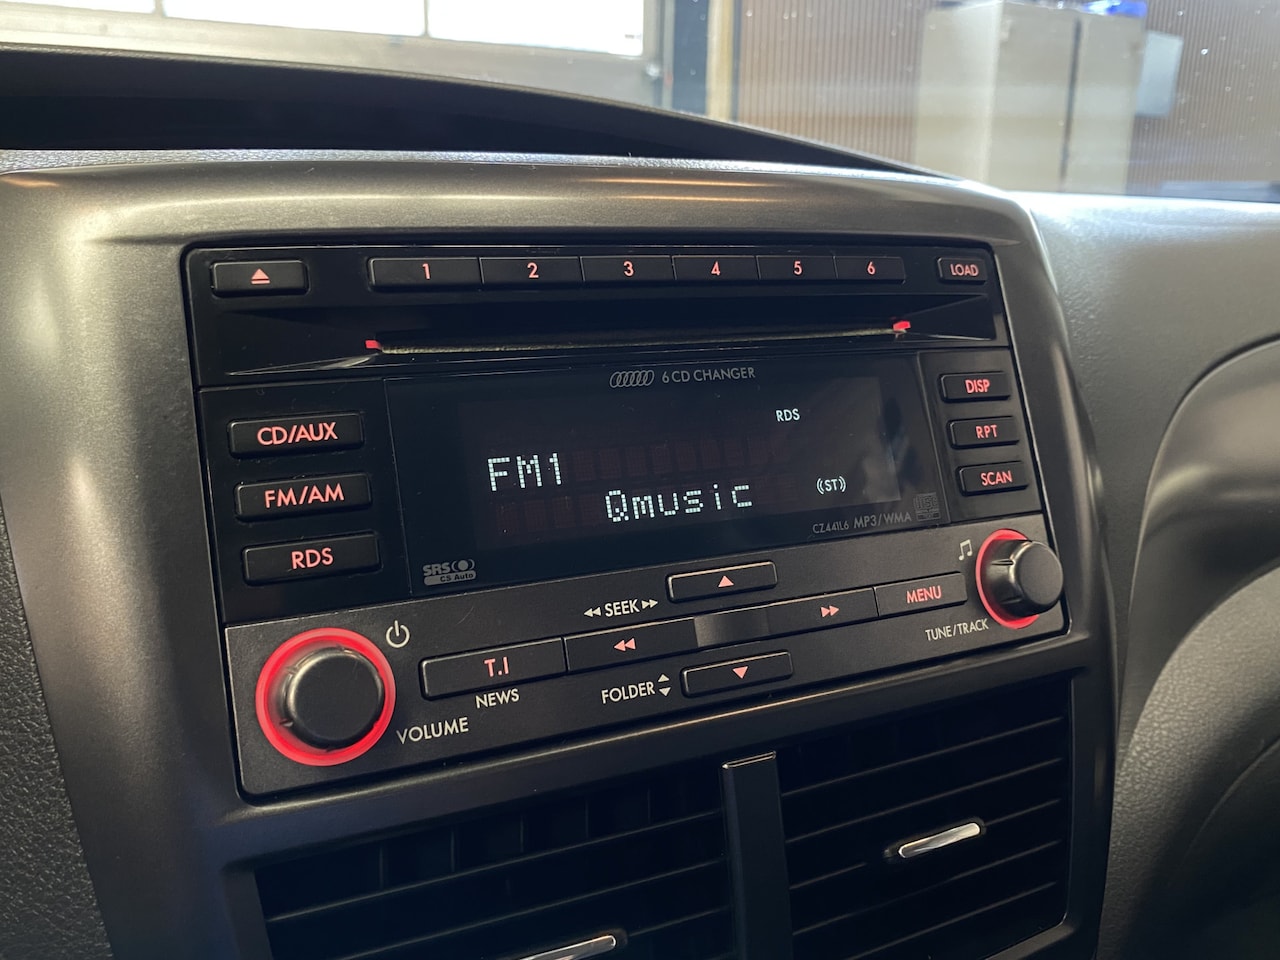 1 2 3 4 5 6 LOAD
6 CD CHANGER
DISP
RDS
CD/AUX
RPT
FM1
FM/AM
SCAN
Qmusic
(ST)
CZ441L6 MP3/WMA
RDS
SRS
CS Auto
SEEK
MENU
TUNE/TRACK
T.I
NEWS
FOLDER
VOLUME